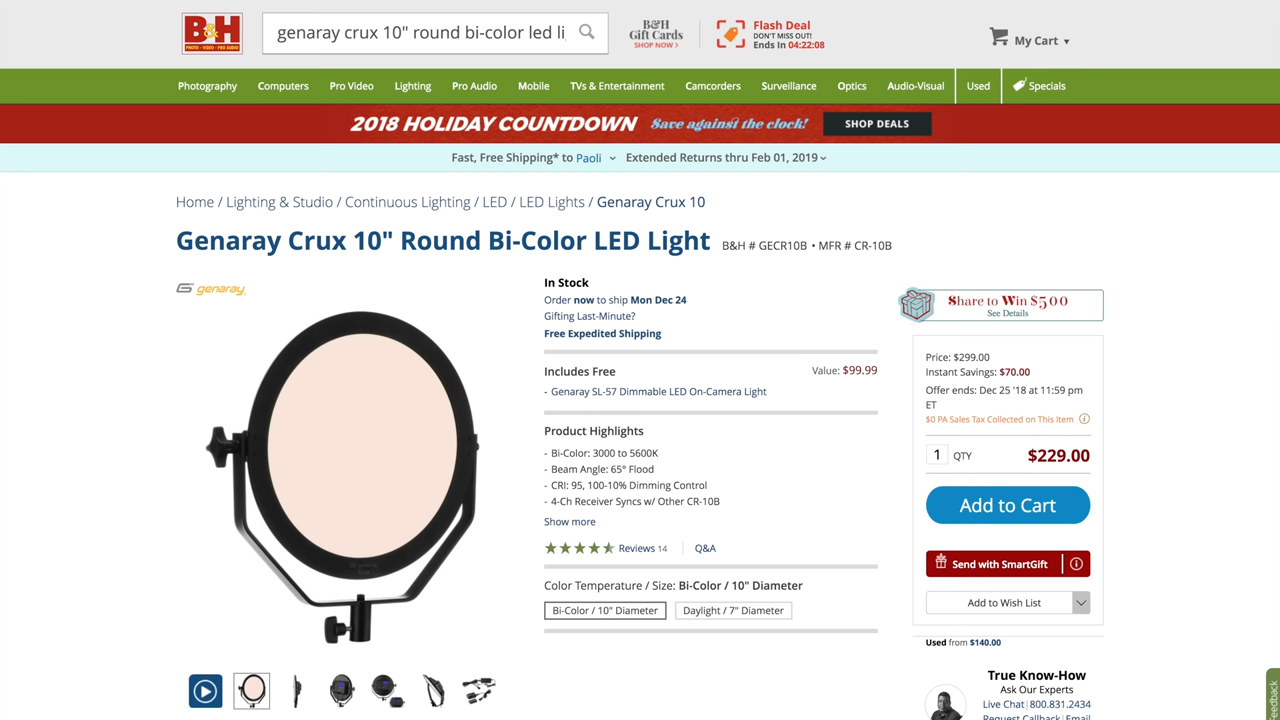 B&H
PHOTO - VIDEO - PRO AUDIO
genaray crux 10" round bi-color led li
B&H
Gift Cards
SHOP NOW >
Flash Deal
DON'T MISS OUT!
Ends In 04:22:08
My Cart
Photography Computers Pro Video Lighting Pro Audio Mobile TVs & Entertainment Camcorders Surveillance Optics Audio-Visual Used Specials
2018 HOLIDAY COUNTDOWN Save against the clock! SHOP DEALS
Fast, Free Shipping* to Paoli Extended Returns thru Feb 01, 2019
Home / Lighting & Studio / Continuous Lighting / LED / LED Lights / Genaray Crux 10
Genaray Crux 10" Round Bi-Color LED Light B&H # GECR10B • MFR # CR-10B
genaray
In Stock
Order now to ship Mon Dec 24
Gifting Last-Minute?
Free Expedited Shipping
Includes Free Value: $99.99
- Genaray SL-57 Dimmable LED On-Camera Light
Product Highlights
- Bi-Color: 3000 to 5600K
- Beam Angle: 65° Flood
- CRI: 95, 100-10% Dimming Control
- 4-Ch Receiver Syncs w/ Other CR-10B
Show more
Reviews 14 Q&A
Color Temperature / Size: Bi-Color / 10" Diameter
Bi-Color / 10" Diameter Daylight / 7" Diameter
Share to Win $500
See Details
Price: $299.00
Instant Savings: $70.00
Offer ends: Dec 25 '18 at 11:59 pm
ET
$0 PA Sales Tax Collected on This Item
1 QTY $229.00
Add to Cart
Send with SmartGift
Add to Wish List
Used from $140.00
True Know-How
Ask Our Experts
Live Chat | 800.831.2434
Request Callback | Email